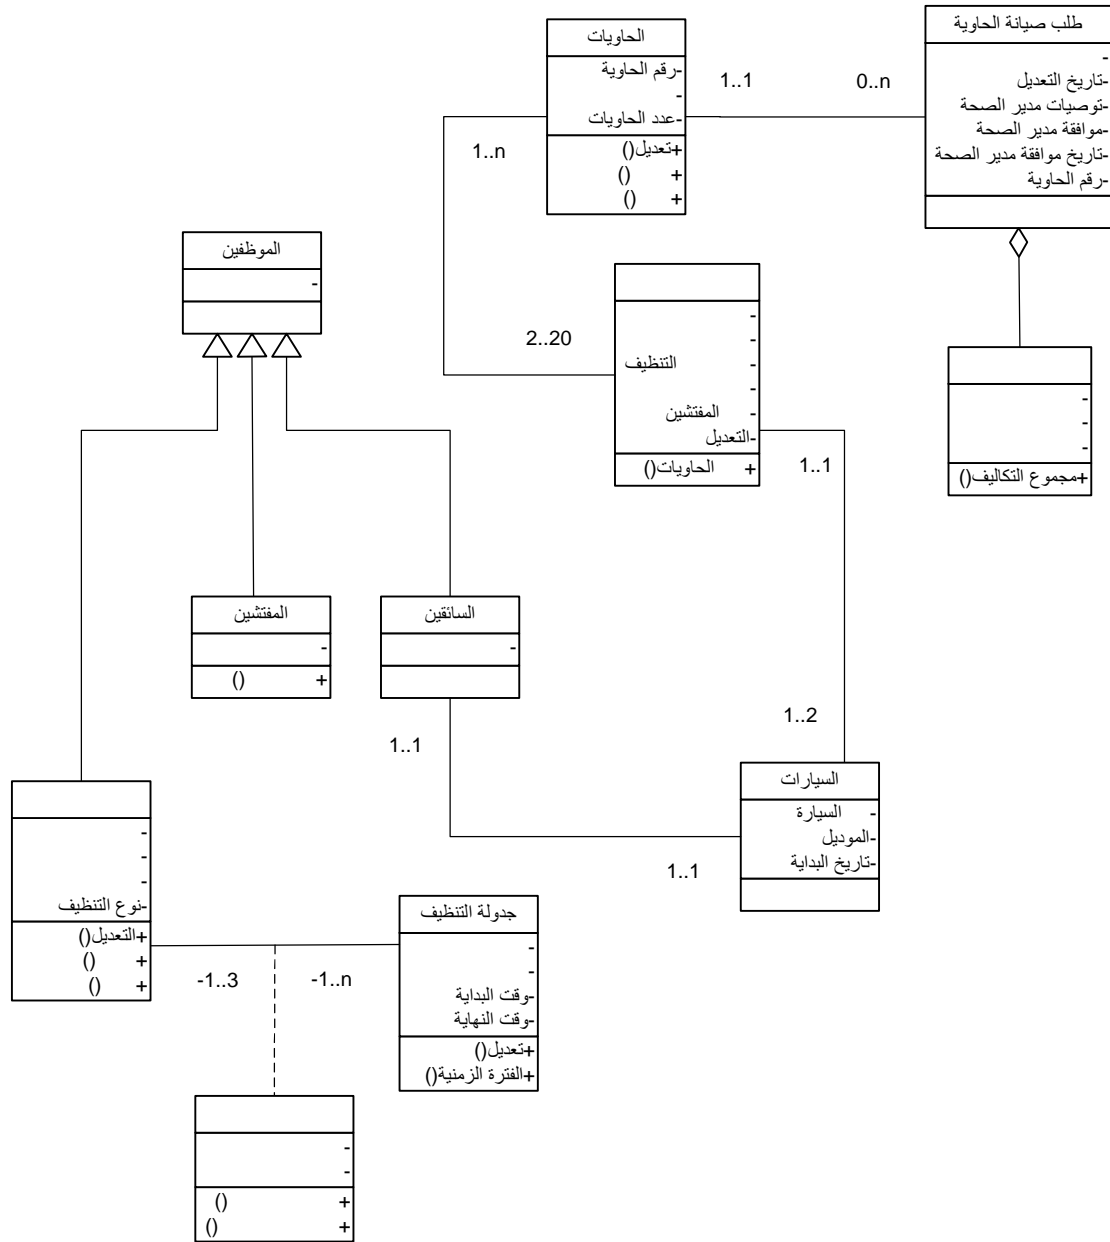 طلب صيانة الحاوية
-
-تاريخ التعديل
-توصيات مدير الصحة
-موافقة مدير الصحة
-تاريخ موافقة مدير الصحة
-رقم الحاوية
الحاويات
-رقم الحاوية
-
-عدد الحاويات
+تعديل()
+ ()
+ ()
1..1
0..n
1..n
2..20
الموظفين
-
-
-
- التنظيف
-
- المفتشين
-التعديل
+ الحاويات()
-
-
-
+مجموع التكاليف()
1..1
1..2
المفتشين
-
+ ()
السائقين
-
1..1
1..1
السيارات
- السيارة
-الموديل
-تاريخ البداية
-
-
-
-نوع التنظيف
+التعديل()
+ ()
+ ()
-1..3
-1..n
جدولة التنظيف
-
-
-وقت البداية
-وقت النهاية
+تعديل()
+الفترة الزمنية()
-
-
+ ()
+ ()